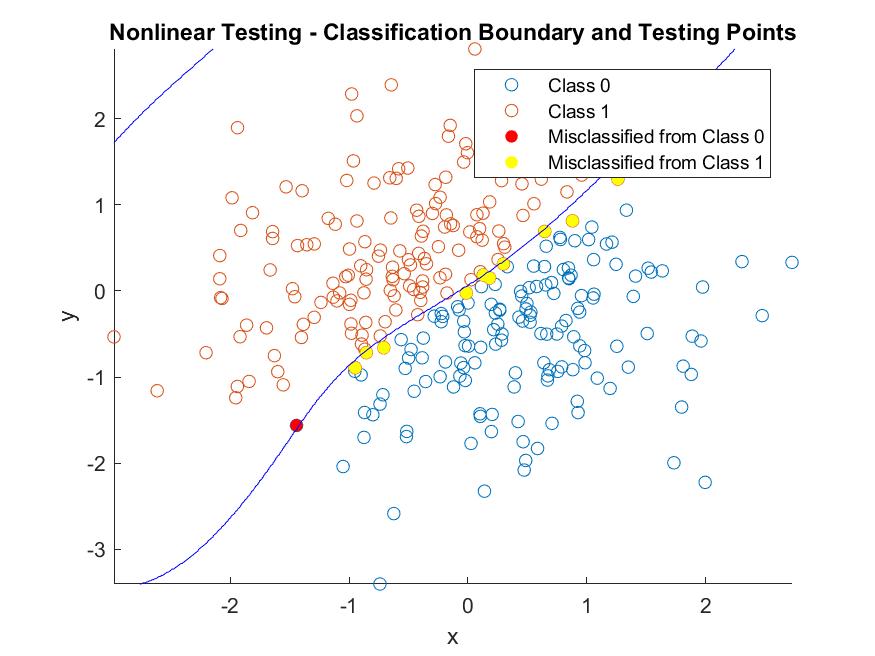 Nonlinear Testing - Classification Boundary and Testing Points
Class 0
Class 1
Misclassified from Class 0
Misclassified from Class 1
2
1
0
-1
-2
-3
y
-2
-1
0
1
2
x